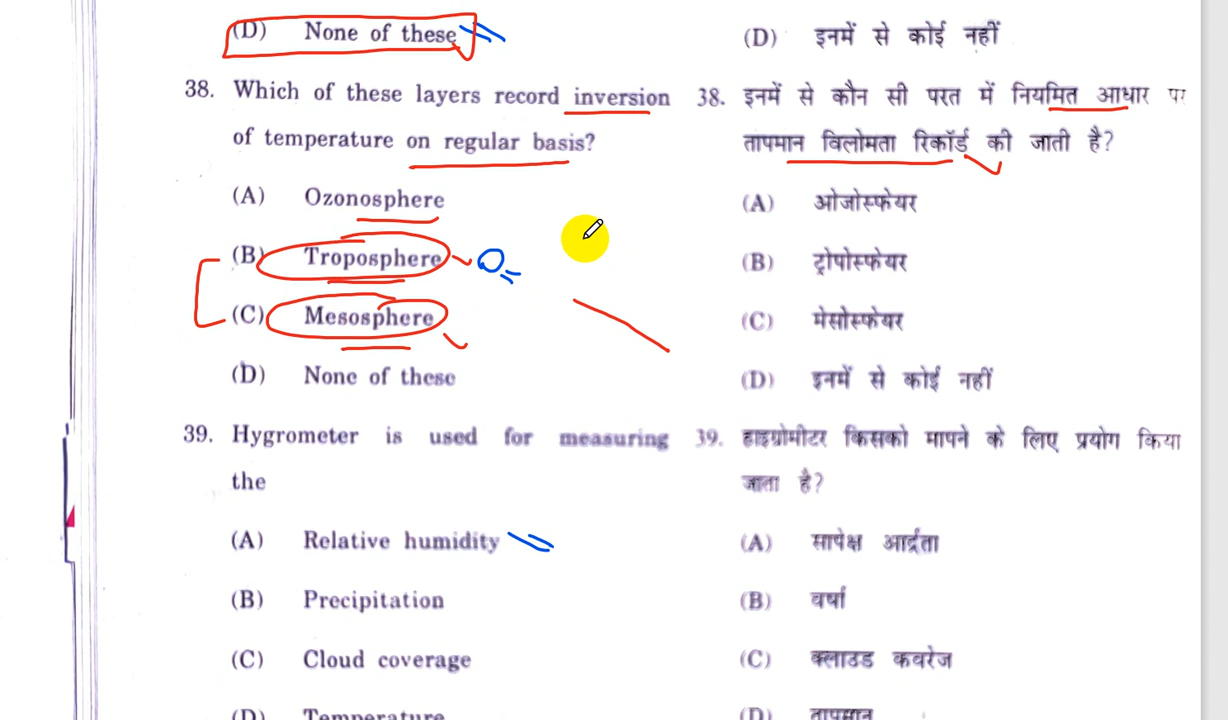 (D) None of these
38. Which of these layers record inversion
of temperature on regular basis?
(A) Ozonosphere
(B) Troposphere
(C) Mesosphere
(D) None of these
39. Hygrometer is used for measuring
the
(A) Relative humidity
(B) Precipitation
(C) Cloud coverage
(D) Temperature
(D) इनमें से कोई नहीं
38. इनमें से कौन सी परत में नियमित आधार पर
तापमान विलोमता रिकॉर्ड की जाती है?
(A) ओजोस्फेयर
(B) ट्रोपोस्फेयर
(C) मेसोस्फेयर
(D) इनमें से कोई नहीं
39. हाइग्रोमीटर किसको मापने के लिए प्रयोग किया
जाता है?
(A) सापेक्ष आर्द्रता
(B) वर्षा
(C) क्लाउड कवरेज
(D) तापमान